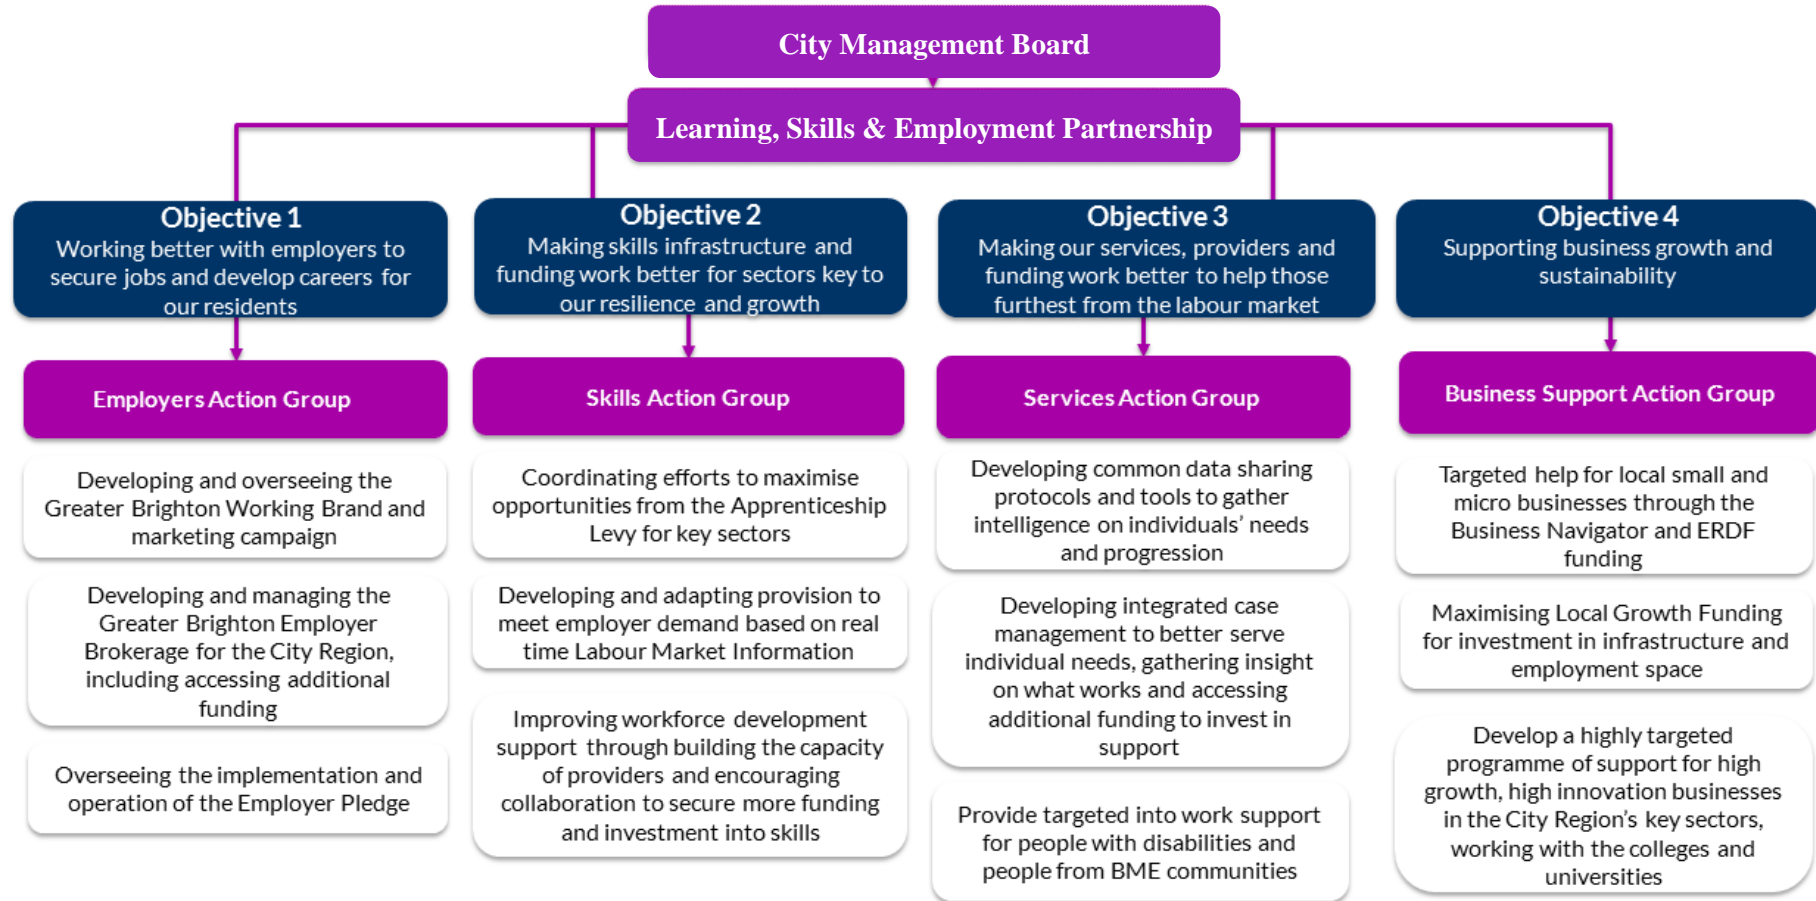 City Management Board
Learning, Skills & Employment Partnership
Objective 1
Working better with employers to
secure jobs and develop careers for
our residents
Objective 2
Making skills infrastructure and
funding work better for sectors key to
our resilience and growth
Objective 3
Making our services, providers and
funding work better to help those
furthest from the labour market
Objective 4
Supporting business growth and
sustainability
Employers Action Group
Skills Action Group
Services Action Group
Business Support Action Group
Developing and overseeing the
Greater Brighton Working Brand and
marketing campaign
Developing and managing the
Greater Brighton Employer
Brokerage for the City Region,
including accessing additional
funding
Overseeing the implementation and
operation of the Employer Pledge
Coordinating efforts to maximise
opportunities from the Apprenticeship
Levy for key sectors
Developing and adapting provision to
meet employer demand based on real
time Labour Market Information
Improving workforce development
support through building the capacity
of providers and encouraging
collaboration to secure more funding
and investment into skills
Developing common data sharing
protocols and tools to gather
intelligence on individuals’ needs
and progression
Developing integrated case
management to better serve
individual needs, gathering insight
on what works and accessing
additional funding to invest in
support
Provide targeted into work support
for people with disabilities and
people from BME communities
Targeted help for local small and
micro businesses through the
Business Navigator and ERDF
funding
Maximising Local Growth Funding
for investment in infrastructure and
employment space
Develop a highly targeted
programme of support for high
growth, high innovation businesses
in the City Region’s key sectors,
working with the colleges and
universities